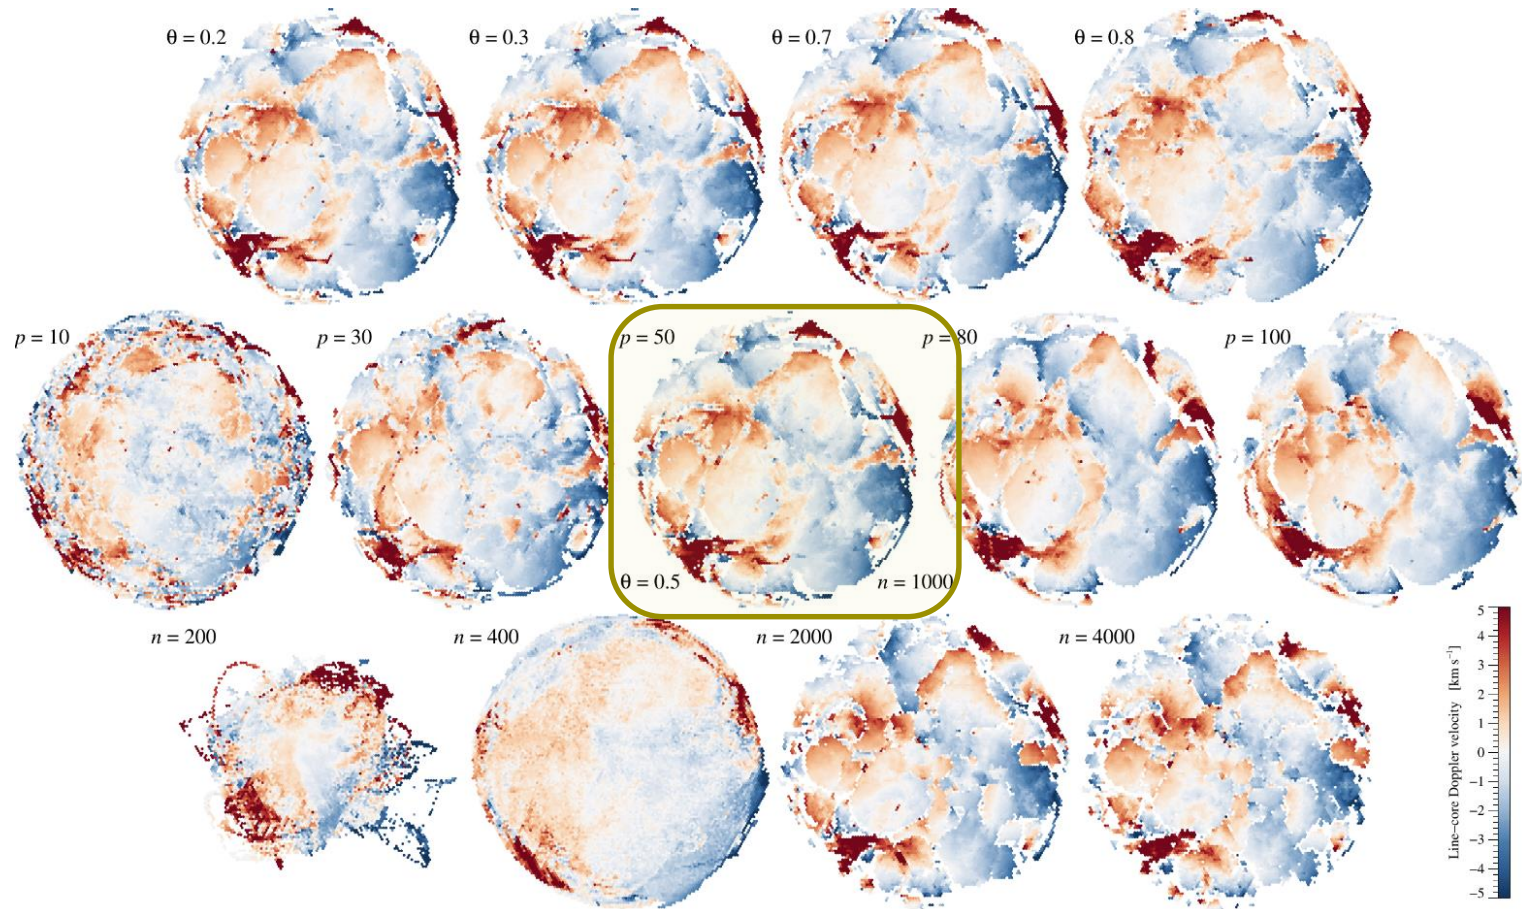 θ = 0.2
θ = 0.3
θ = 0.7
θ = 0.8
p = 10
p = 30
p = 50
p = 80
p = 100
θ = 0.5
n = 1000
n = 200
n = 400
n = 2000
n = 4000
5
4
3
2
1
0
−1
−2
−3
−4
−5
Line−core Doppler velocity [km s⁻¹]